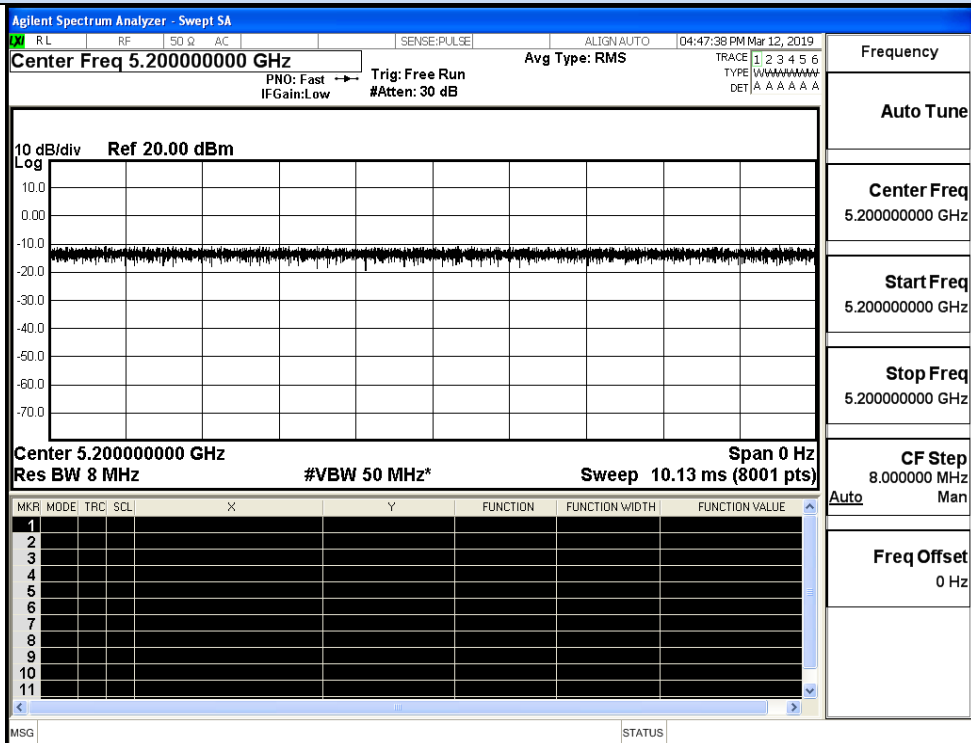 Agilent Spectrum Analyzer - Swept SA
LXI RL RF 50 Ω AC SENSE:PULSE ALIGN AUTO 04:47:38 PM Mar 12, 2019
Center Freq 5.200000000 GHz
PNO: Fast
IFGain:Low
Trig: Free Run
#Atten: 30 dB
Avg Type: RMS
TRACE 1 2 3 4 5 6
TYPE WWWWWW
DET A A A A A A
10 dB/div Ref 20.00 dBm
Log
10.0
0.00
-10.0
-20.0
-30.0
-40.0
-50.0
-60.0
-70.0
Center 5.200000000 GHz Span 0 Hz
Res BW 8 MHz #VBW 50 MHz* Sweep 10.13 ms (8001 pts)
MKR MODE TRC SCL X Y FUNCTION FUNCTION WIDTH FUNCTION VALUE
1
2
3
4
5
6
7
8
9
10
11
MSG STATUS
Frequency
Auto Tune
Center Freq
5.200000000 GHz
Start Freq
5.200000000 GHz
Stop Freq
5.200000000 GHz
CF Step
8.000000 MHz
Auto Man
Freq Offset
0 Hz